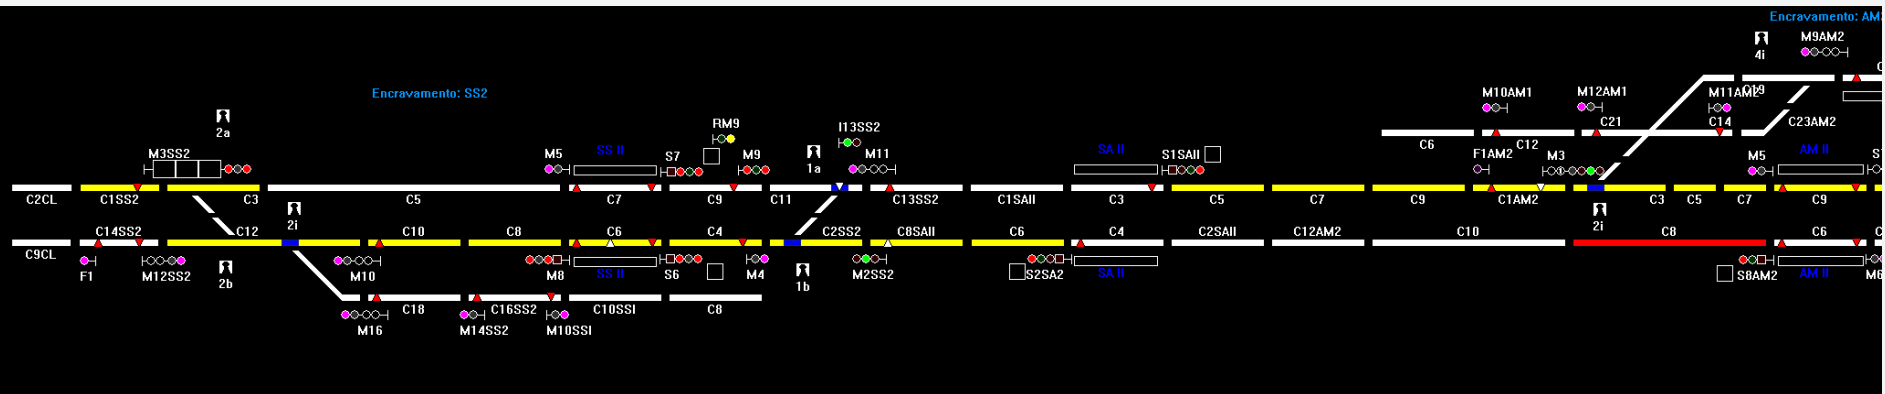 Encravamento: AM
M9AM2
4i
Encravamento: SS2
M10AM1
M12AM1
M11AM2
C19
C21
C14
C23AM2
C6
C12
2a
RM9
I13SS2
M3SS2
M5
SS II
S7
M9
1a
M11
SA II
S1SAII
F1AM2
M3
M5
AM II
C2CL
C1SS2
C3
C5
C7
C9
C11
C13SS2
C1SAII
C3
C5
C7
C9
C1AM2
C3
C5
C7
C9
2i
2i
C14SS2
C12
C10
C8
C6
C4
C2SS2
C8SAII
C6
C4
C2SAII
C12AM2
C10
C8
C6
C9CL
F1
M12SS2
2b
M10
M8
SS II
S6
M4
1b
M2SS2
S2SA2
SA II
S8AM2
AM II
M6
C18
C16SS2
C10SSI
C8
M16
M14SS2
M10SSI